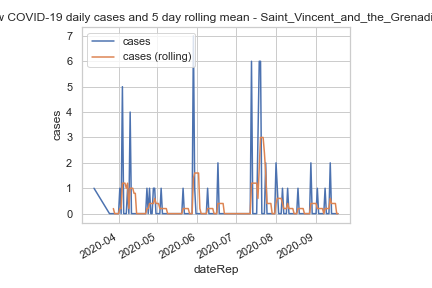 COVID-19 daily cases and 5 day rolling mean - Saint_Vincent_and_the
cases
cases (rolling)
7
6
5
4
3
2
1
0
cases
2020-04
2020-05
2020-06
2020-07
2020-08
2020-09
dateRep